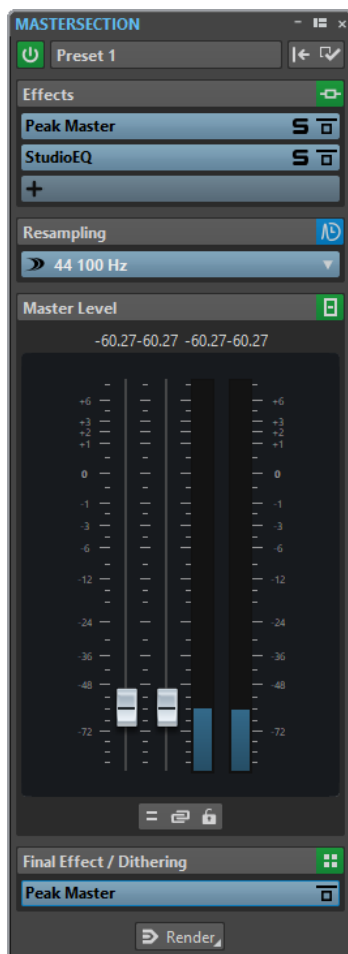 MASTERSECTION
Preset 1
Effects
Peak Master S
StudioEQ S
Resampling
44 100 Hz
Master Level
-60.27-60.27 -60.27-60.27
+6 +6
+3 +3
+2 +2
+1 +1
0 0
-1 -1
-3 -3
-6 -6
-12 -12
-24 -24
-36 -36
-48 -48
-72 -72
Final Effect / Dithering
Peak Master
Render